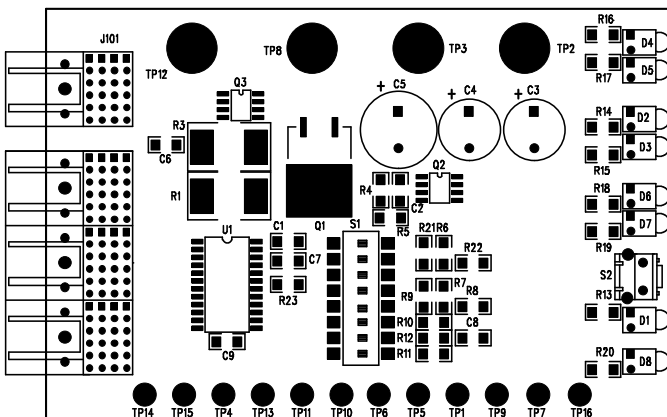 J101
R16
D4
TP12
TP8
TP3
TP2
D5
R17
Q3
+ C5
+ C4
+ C3
R14
D2
R3
C6
Q2
D3
R15
R4
R1
R18
D6
C2
R5
Q1
S1
D7
U1
C1
R21
R6
R19
C7
R22
S2
R23
R7
R9
R8
R13
R10
D1
R12
C8
C9
R11
R20
D8
TP14
TP15
TP4
TP13
TP11
TP10
TP6
TP5
TP1
TP9
TP7
TP16